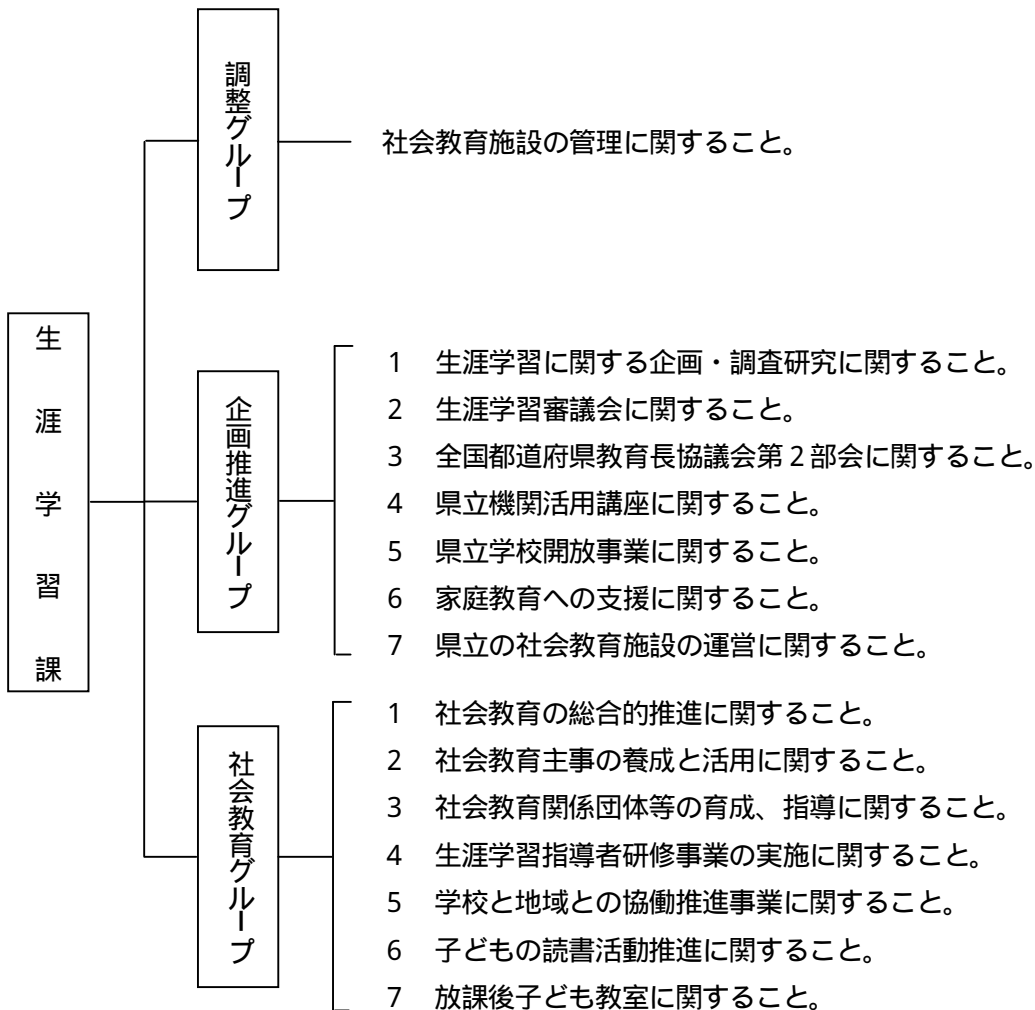 生涯学習課
調整グループ
社会教育施設の管理に関すること。
企画推進グループ
1 生涯学習に関する企画・調査研究に関すること。
2 生涯学習審議会に関すること。
3 全国都道府県教育長協議会第2部会に関すること。
4 県立機関活用講座に関すること。
5 県立学校開放事業に関すること。
6 家庭教育への支援に関すること。
7 県立の社会教育施設の運営に関すること。
社会教育グループ
1 社会教育の総合的推進に関すること。
2 社会教育主事の養成と活用に関すること。
3 社会教育関係団体等の育成、指導に関すること。
4 生涯学習指導者研修事業の実施に関すること。
5 学校と地域との協働推進事業に関すること。
6 子どもの読書活動推進に関すること。
7 放課後子ども教室に関すること。